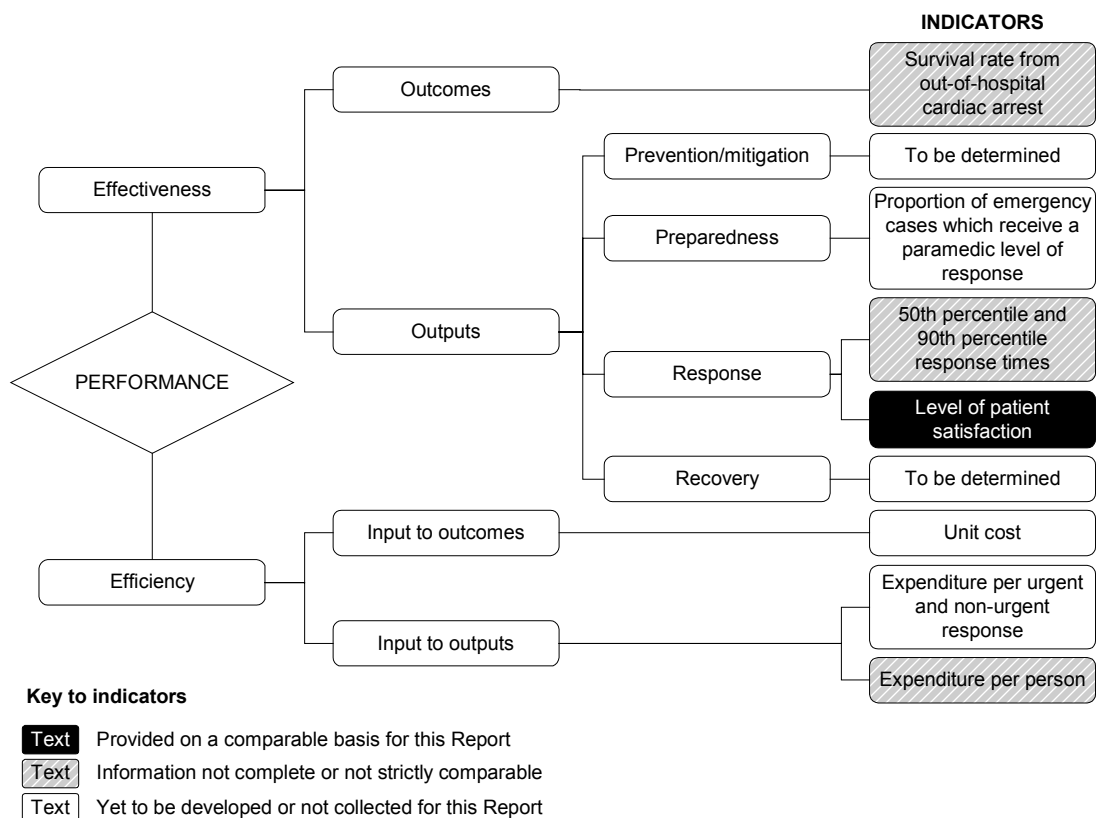 INDICATORS
Outcomes
Survival rate from
out-of-hospital
cardiac arrest
Effectiveness
Prevention/mitigation
To be determined
Preparedness
Proportion of emergency
cases which receive a
paramedic level of
response
Outputs
50th percentile and
90th percentile
response times
PERFORMANCE
Response
Level of patient
satisfaction
Recovery
To be determined
Input to outcomes
Unit cost
Efficiency
Expenditure per urgent
and non-urgent
response
Input to outputs
Expenditure per person
Key to indicators
Text Provided on a comparable basis for this Report
Text Information not complete or not strictly comparable
Text Yet to be developed or not collected for this Report